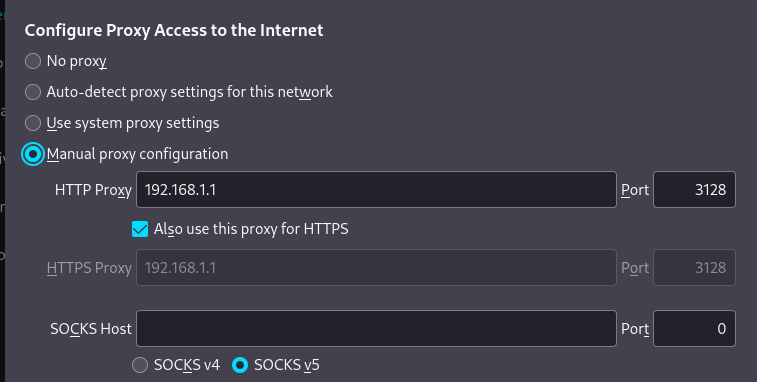 Configure Proxy Access to the Internet
No proxy
Auto-detect proxy settings for this network
Use system proxy settings
Manual proxy configuration
HTTP Proxy 192.168.1.1 Port 3128
Also use this proxy for HTTPS
HTTPS Proxy 192.168.1.1 Port 3128
SOCKS Host Port 0
SOCKS v4 SOCKS v5